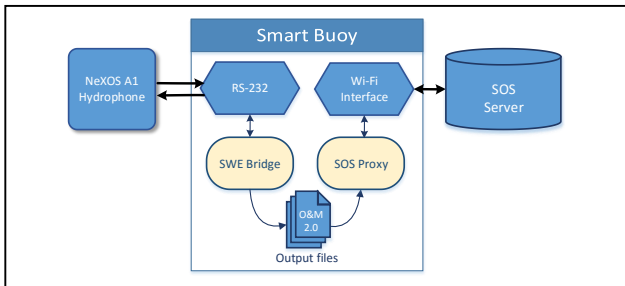 Smart Buoy
NeXOS A1
Hydrophone
RS-232
Wi-Fi
Interface
SOS
Server
SWE Bridge
SOS Proxy
O&M
2.0
Output files